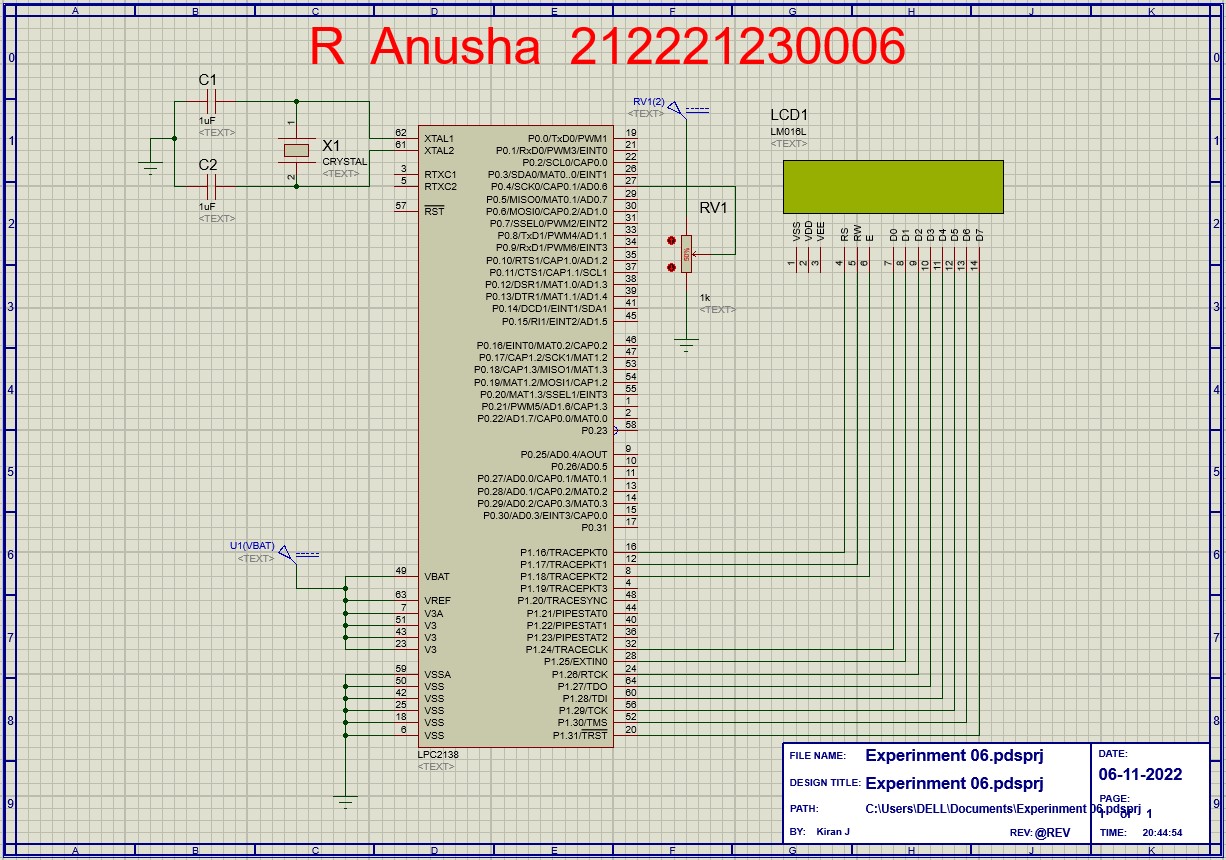 A B C D E F G H J K
R Anusha 212221230006
0 0
C1
1uF
<TEXT>
1
X1
CRYSTAL
<TEXT>
2
C2
1uF
<TEXT>
RV1(2)
<TEXT>
RV1
50%
1k
<TEXT>
LCD1
LM016L
<TEXT>
VSS VDD VEE RS RW E D0 D1 D2 D3 D4 D5 D6 D7
1 2 3 4 5 6 7 8 9 10 11 12 13 14
1 1
2 2
3 3
4 4
5 5
6 6
7 7
8 8
9 9
62 XTAL1
61 XTAL2
3 RTXC1
5 RTXC2
57 RST
P0.0/TxD0/PWM1 19
P0.1/RxD0/PWM3/EINT0 21
P0.2/SCL0/CAP0.0 22
P0.3/SDA0/MAT0..0/EINT1 26
P0.4/SCK0/CAP0.1/AD0.6 27
P0.5/MISO0/MAT0.1/AD0.7 29
P0.6/MOSI0/CAP0.2/AD1.0 30
P0.7/SSEL0/PWM2/EINT2 31
P0.8/TxD1/PWM4/AD1.1 33
P0.9/RxD1/PWM6/EINT3 34
P0.10/RTS1/CAP1.0/AD1.2 35
P0.11/CTS1/CAP1.1/SCL1 37
P0.12/DSR1/MAT1.0/AD1.3 38
P0.13/DTR1/MAT1.1/AD1.4 39
P0.14/DCD1/EINT1/SDA1 41
P0.15/RI1/EINT2/AD1.5 45
P0.16/EINT0/MAT0.2/CAP0.2 46
P0.17/CAP1.2/SCK1/MAT1.2 47
P0.18/CAP1.3/MISO1/MAT1.3 53
P0.19/MAT1.2/MOSI1/CAP1.2 54
P0.20/MAT1.3/SSEL1/EINT3 55
P0.21/PWM5/AD1.6/CAP1.3 1
P0.22/AD1.7/CAP0.0/MAT0.0 2
P0.23 58
P0.25/AD0.4/AOUT 9
P0.26/AD0.5 10
P0.27/AD0.0/CAP0.1/MAT0.1 11
P0.28/AD0.1/CAP0.2/MAT0.2 13
P0.29/AD0.2/CAP0.3/MAT0.3 14
P0.30/AD0.3/EINT3/CAP0.0 15
P0.31 17
P1.16/TRACEPKT0 16
P1.17/TRACEPKT1 12
P1.18/TRACEPKT2 8
P1.19/TRACEPKT3 4
P1.20/TRACESYNC 48
P1.21/PIPESTAT0 44
P1.22/PIPESTAT1 40
P1.23/PIPESTAT2 36
P1.24/TRACECLK 32
P1.25/EXTIN0 28
P1.26/RTCK 24
P1.27/TDO 64
P1.28/TDI 60
P1.29/TCK 56
P1.30/TMS 52
P1.31/TRST 20
U1(VBAT)
<TEXT>
49 VBAT
63 VREF
7 V3A
51 V3
43 V3
23 V3
59 VSSA
50 VSS
42 VSS
25 VSS
18 VSS
6 VSS
LPC2138
<TEXT>
FILE NAME: Experinment 06.pdsprj
DESIGN TITLE: Experinment 06.pdsprj
PATH: C:\Users\DELL\Documents\Experinment 06.pdsprj
BY: Kiran J REV: @REV
DATE:
06-11-2022
PAGE:
1 of 1
TIME: 20:44:54
A B C D E F G H J K